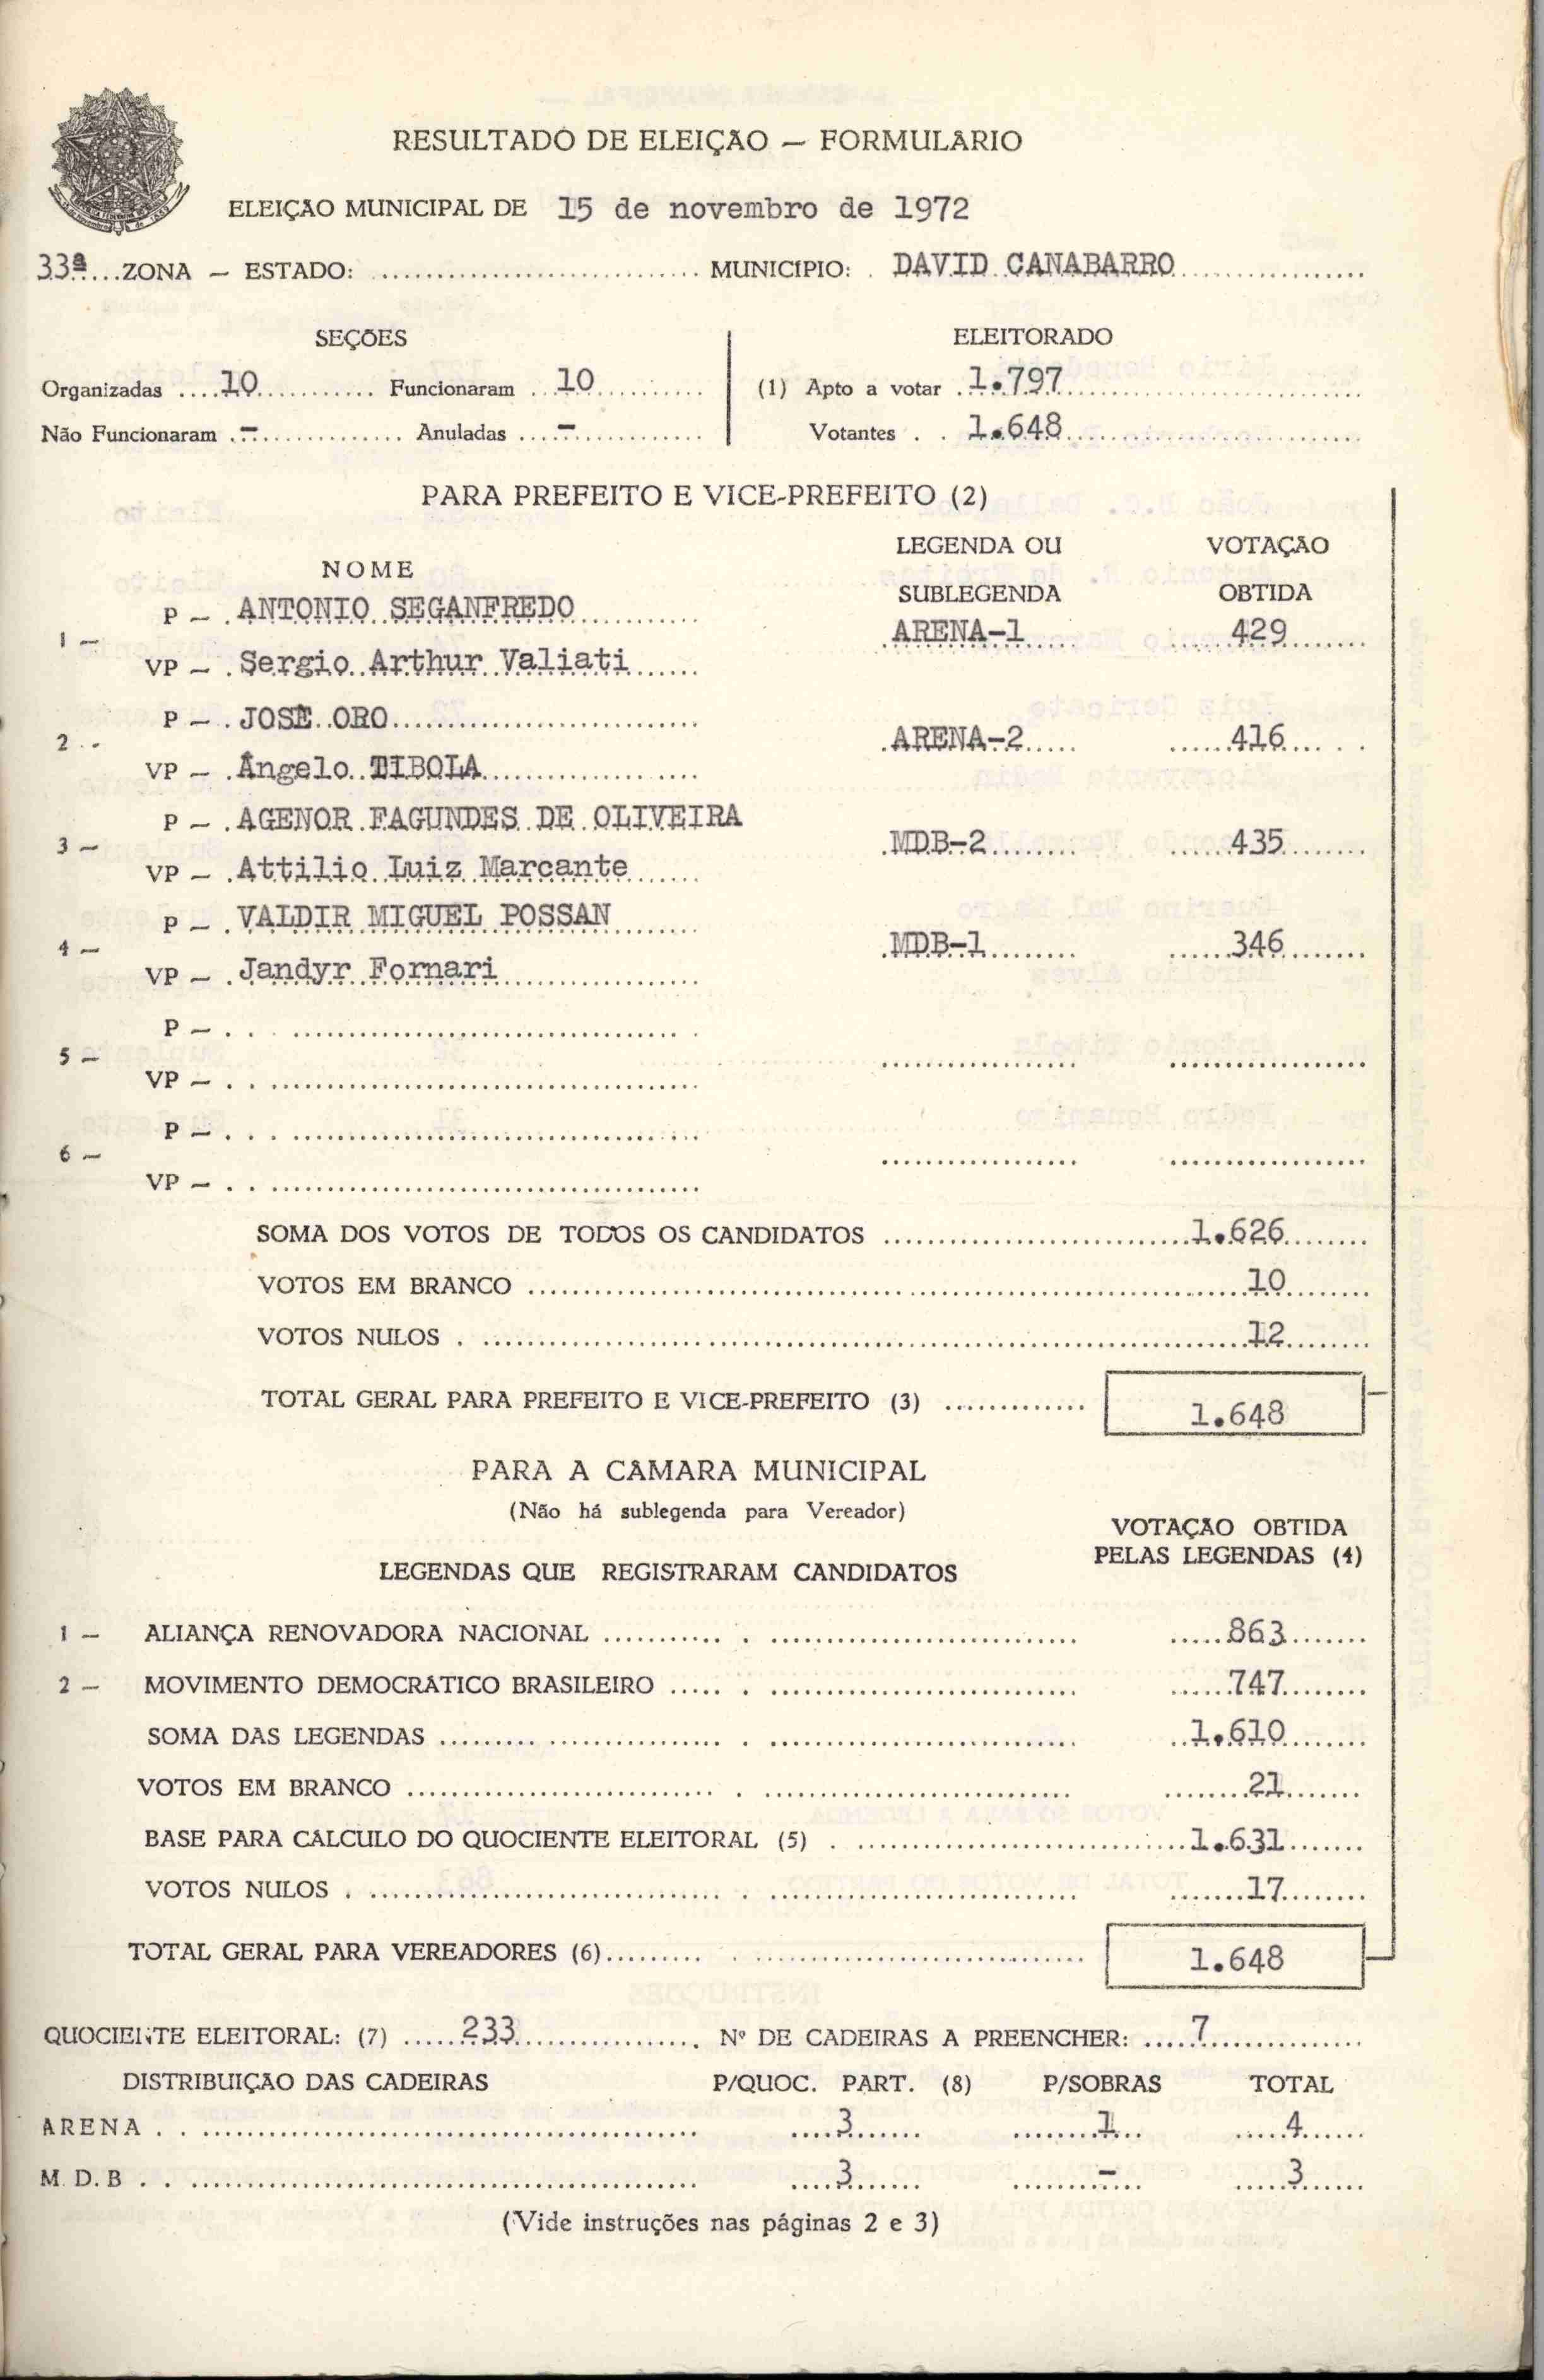 RESULTADO DE ELEIÇÃO — FORMULÁRIO
ELEIÇÃO MUNICIPAL DE 15 de novembro de 1972
33ª ZONA — ESTADO: MUNICIPIO: DAVID CANABARRO
SEÇÕES ELEITORADO
Organizadas 10 Funcionaram 10 (1) Apto a votar 1.797
Não Funcionaram - Anuladas - Votantes 1.648
PARA PREFEITO E VICE-PREFEITO (2)
NOME LEGENDA OU SUBLEGENDA VOTAÇÃO OBTIDA
1 — P — ANTONIO SEGANFREDO
VP — Sergio Arthur Valiati ARENA-1 429
2 - P — JOSÉ ORO
VP — Ângelo TIBOLA ARENA-2 416
3 — P — AGENOR FAGUNDES DE OLIVEIRA
VP — Attilio Luiz Marcante MDB-2 435
4 — P — VALDIR MIGUEL POSSAN
VP — Jandyr Fornari MDB-1 346
5 — P —
VP —
6 — P —
VP —
SOMA DOS VOTOS DE TODOS OS CANDIDATOS 1.626
VOTOS EM BRANCO 10
VOTOS NULOS 12
TOTAL GERAL PARA PREFEITO E VICE-PREFEITO (3) 1.648
PARA A CÂMARA MUNICIPAL
(Não há sublegenda para Vereador)
LEGENDAS QUE REGISTRARAM CANDIDATOS VOTAÇÃO OBTIDA PELAS LEGENDAS (4)
1 — ALIANÇA RENOVADORA NACIONAL 863
2 — MOVIMENTO DEMOCRÁTICO BRASILEIRO 747
SOMA DAS LEGENDAS 1.610
VOTOS EM BRANCO 21
BASE PARA CÁLCULO DO QUOCIENTE ELEITORAL (5) 1.631
VOTOS NULOS 17
TOTAL GERAL PARA VEREADORES (6) 1.648
QUOCIENTE ELEITORAL: (7) 233 Nº DE CADEIRAS A PREENCHER: 7
DISTRIBUIÇÃO DAS CADEIRAS P/QUOC. PART. (8) P/SOBRAS TOTAL
ARENA 3 1 4
M.D.B 3 - 3
(Vide instruções nas páginas 2 e 3)